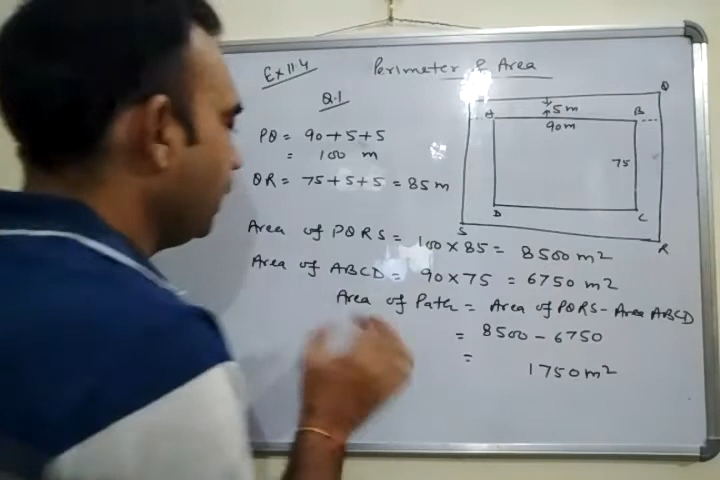 Ex 11.4
Perimeter & Area
Q.1
PQ = 90+5+5
= 100 m
QR = 75+5+5 = 85 m
Area of PQRS = 100 × 85 = 8500 m²
Area of ABCD = 90 × 75 = 6750 m²
Area of Path = Area of PQRS - Area ABCD
= 8500 - 6750
= 1750 m²
Q
5 m
A
B
90m
75
D
C
S
R